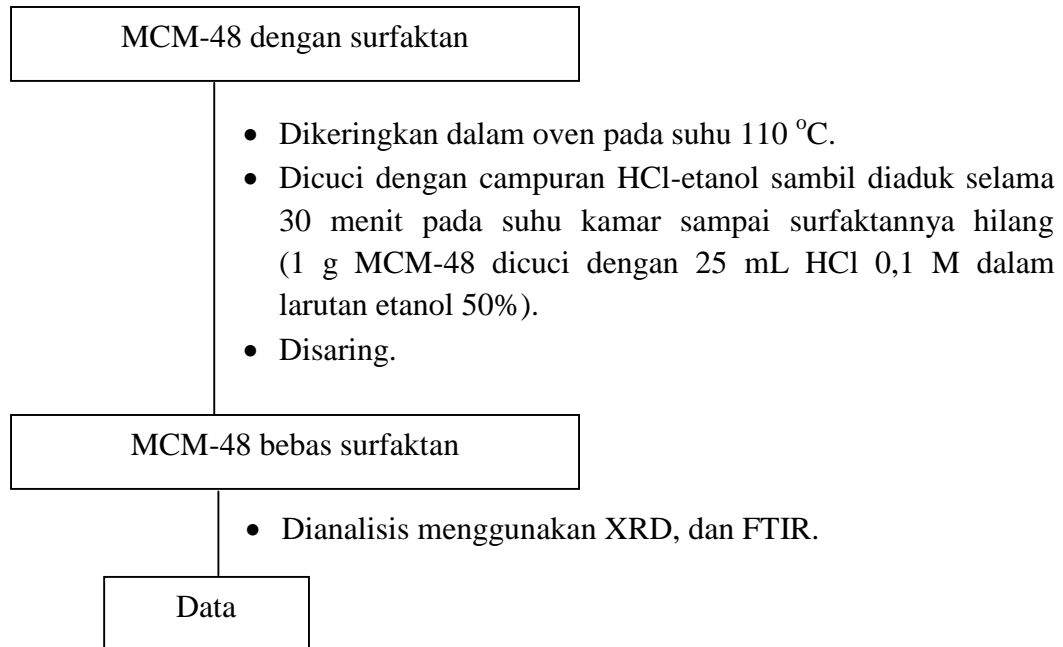 MCM-48 dengan surfaktan
• Dikeringkan dalam oven pada suhu 110 °C.
• Dicuci dengan campuran HCl-etanol sambil diaduk selama
30 menit pada suhu kamar sampai surfaktannya hilang
(1 g MCM-48 dicuci dengan 25 mL HCl 0,1 M dalam
larutan etanol 50%).
• Disaring.
MCM-48 bebas surfaktan
• Dianalisis menggunakan XRD, dan FTIR.
Data